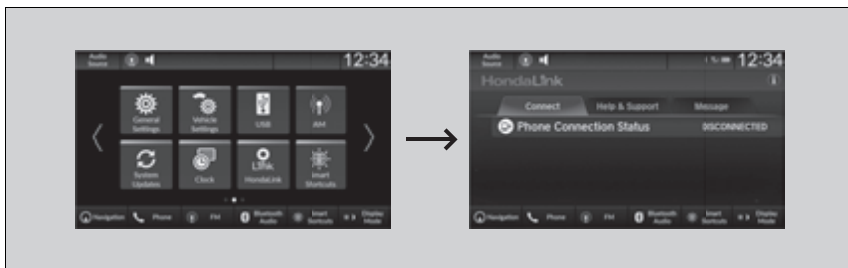 Audio
Source
12:34
General
Settings
Vehicle
Settings
USB
AM
System
Updates
Clock
Link
HondaLink
Smart
Shortcuts
Navigation
Phone
FM
Bluetooth
Audio
Smart
Shortcuts
Display
Mode
Audio
Source
12:34
HondaLink
Connect
Help & Support
Message
Phone Connection Status
DISCONNECTED
Navigation
Phone
FM
Bluetooth
Audio
Smart
Shortcuts
Display
Mode